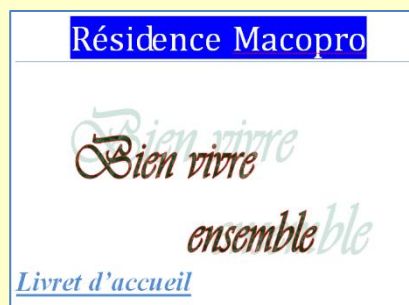 Résidence Macopro
Bien vivre
ensemble
Livret d'accueil